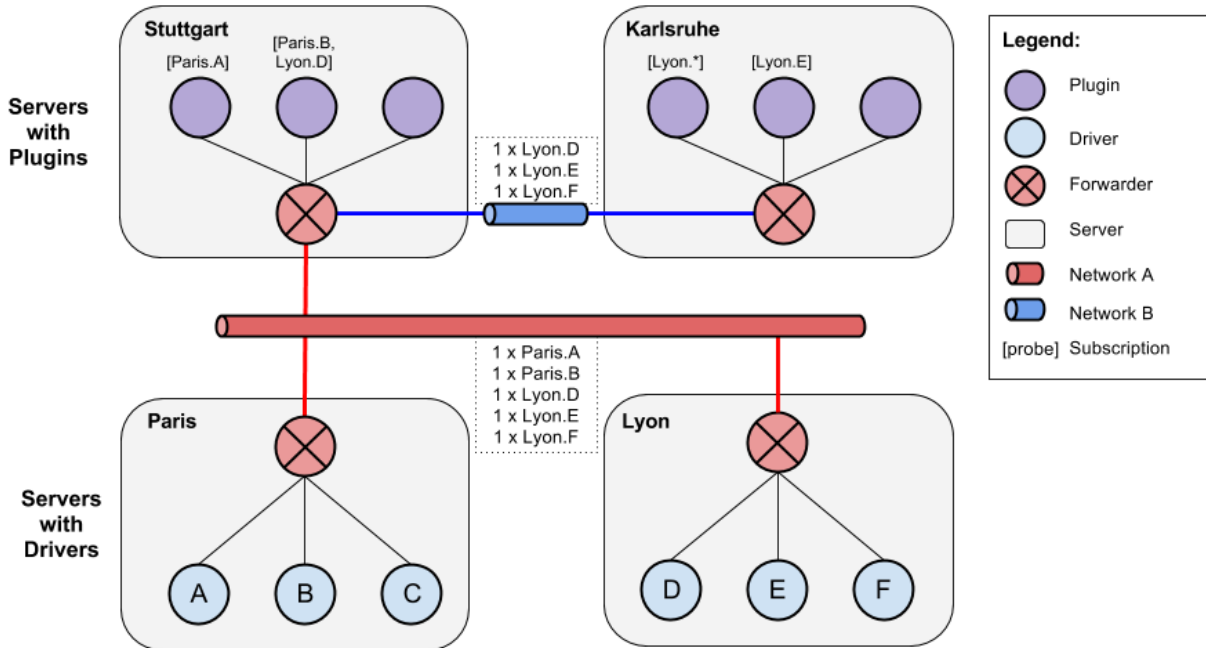 Stuttgart
[Paris.A]
[Paris.B,
Lyon.D]
Karlsruhe
[Lyon.*]
[Lyon.E]
Servers
with
Plugins
1 x Lyon.D
1 x Lyon.E
1 x Lyon.F
Legend:
Plugin
Driver
Forwarder
Server
Network A
Network B
[probe] Subscription
1 x Paris.A
1 x Paris.B
1 x Lyon.D
1 x Lyon.E
1 x Lyon.F
Paris
Lyon
Servers
with
Drivers
A
B
C
D
E
F